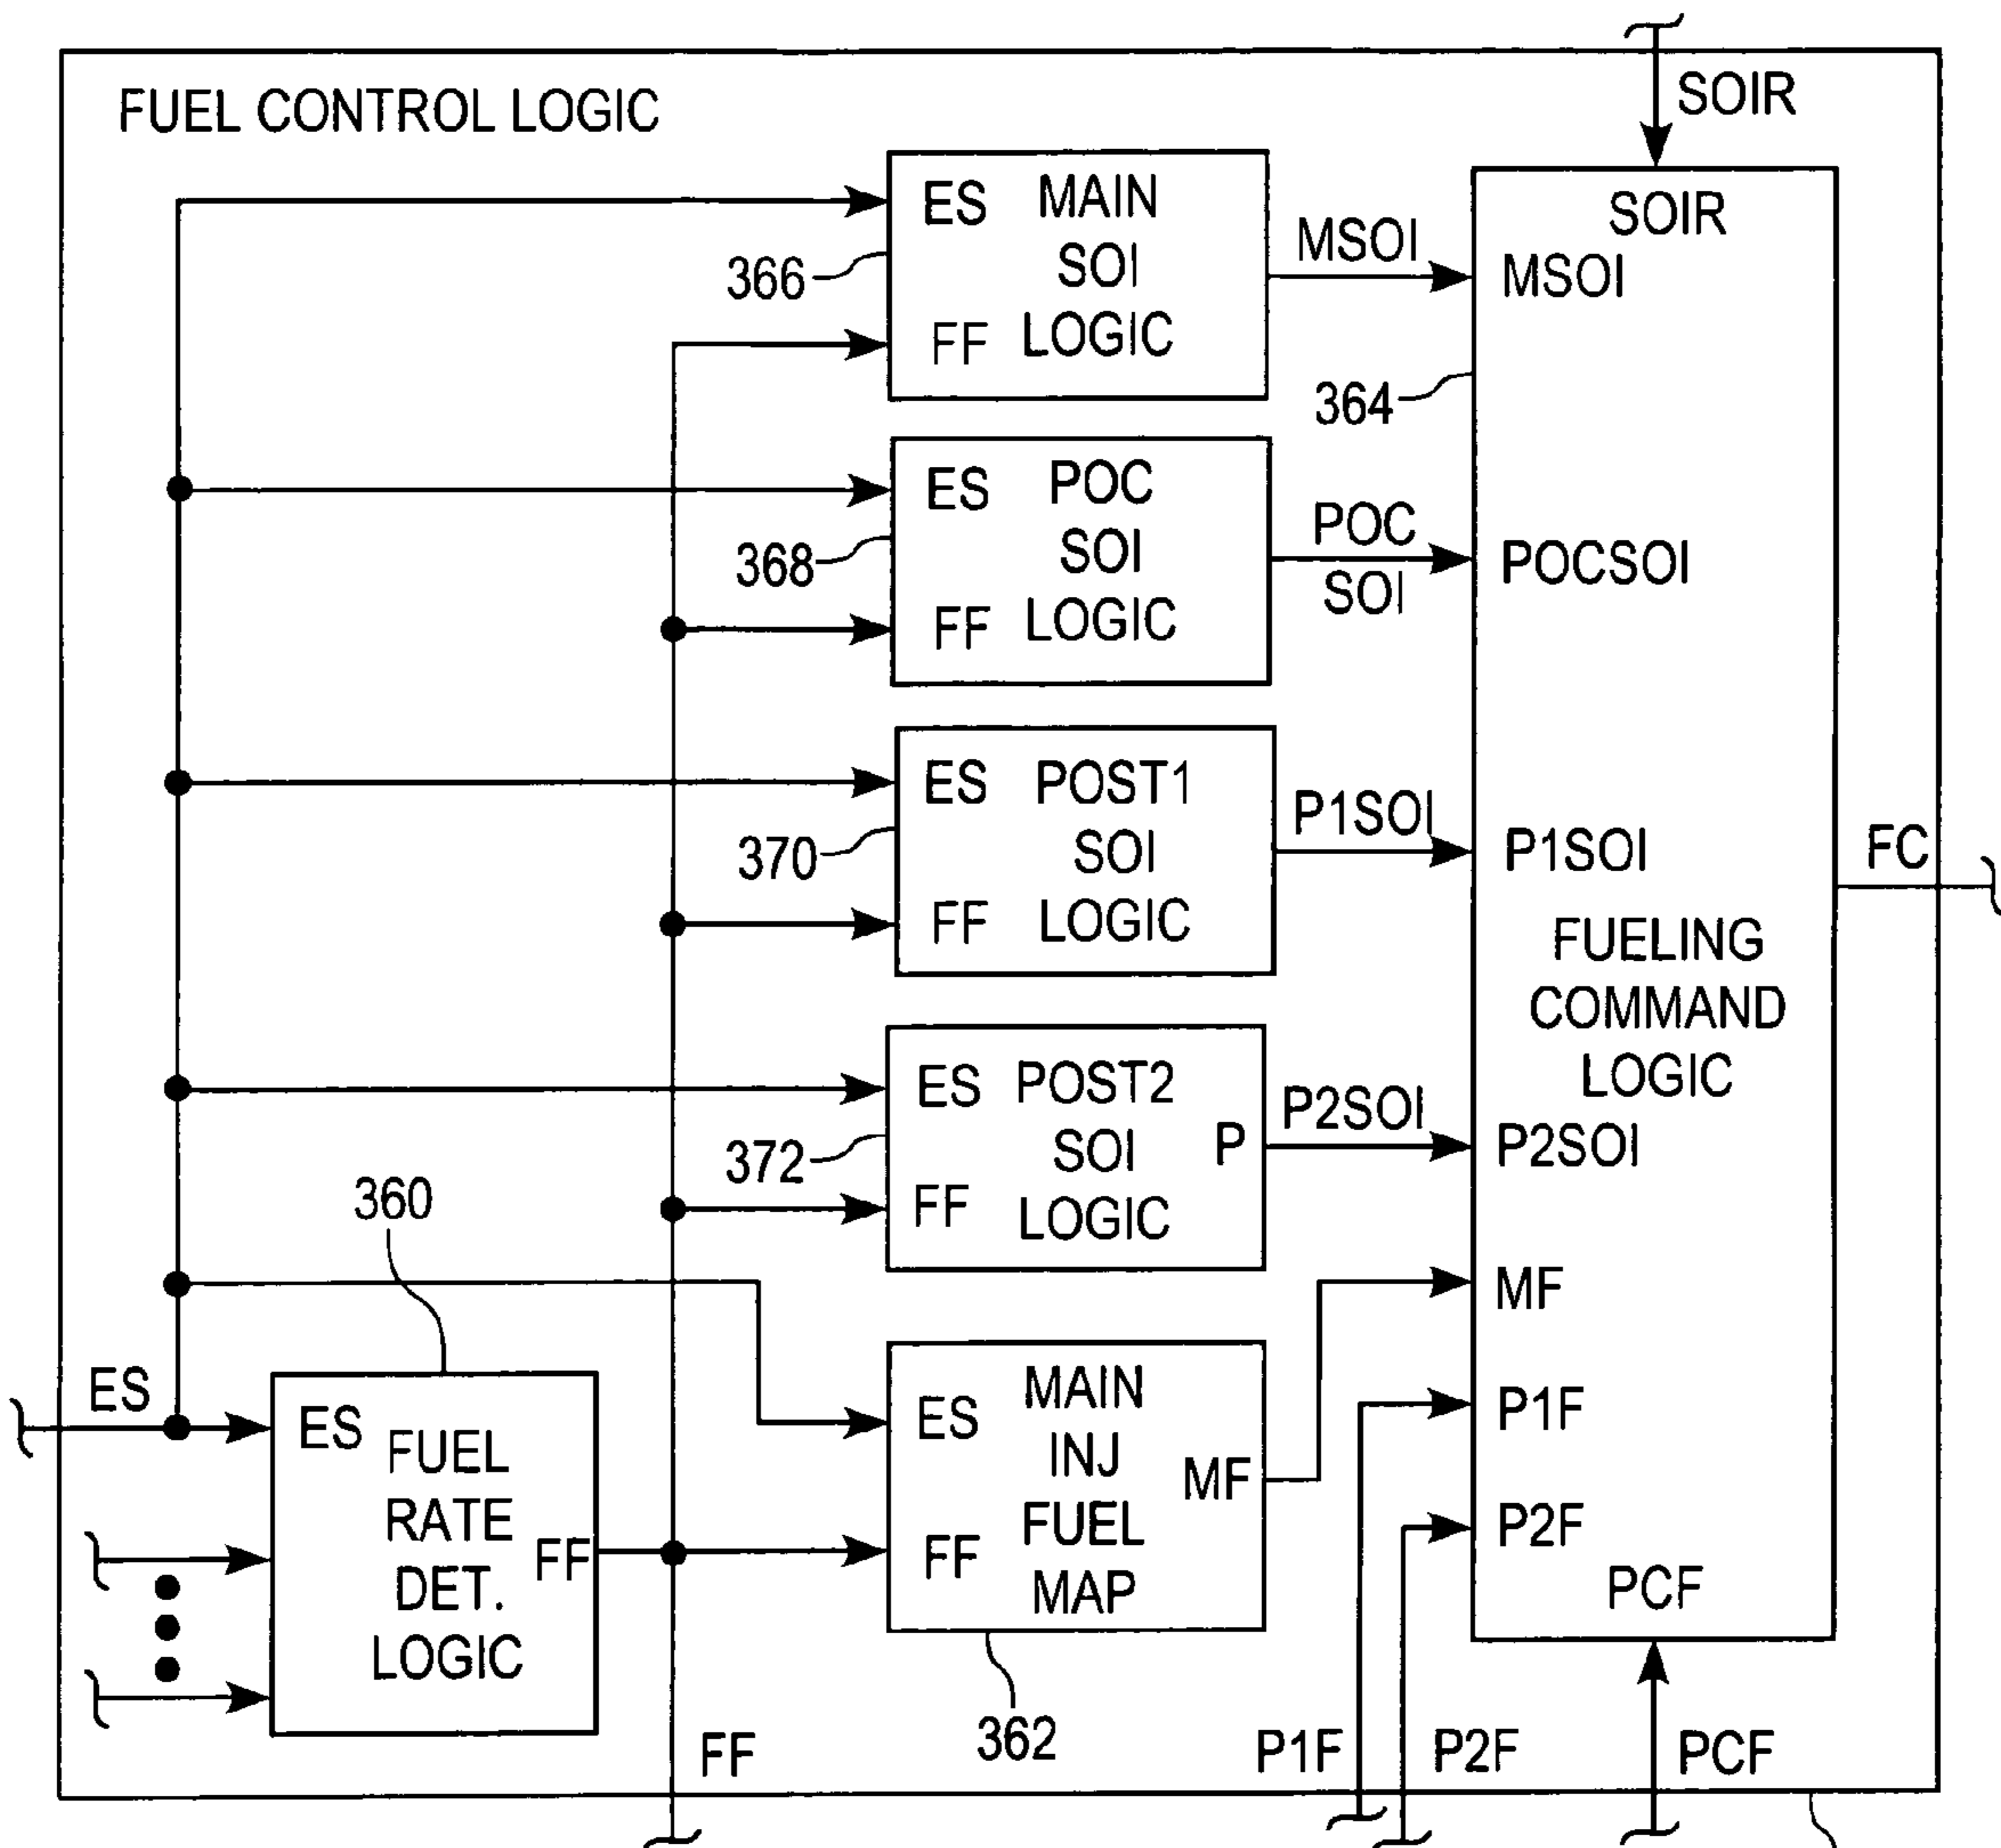 SOIR
FUEL CONTROL LOGIC
ES MAIN
SOI
FF LOGIC
366
MSOI
SOIR
MSOI
364
ES POC
SOI
FF LOGIC
368
POC
SOI
POCSOI
ES POST1
SOI
FF LOGIC
370
P1SOI
P1SOI
FC
FUELING
COMMAND
LOGIC
ES POST2
SOI P
FF LOGIC
372
P2SOI
P2SOI
360
MF
ES
ES
FUEL
RATE
DET.
LOGIC
FF
MAIN
ES
INJ
MF
FUEL
FF
MAP
P1F
P2F
PCF
362
FF
P1F
P2F
PCF